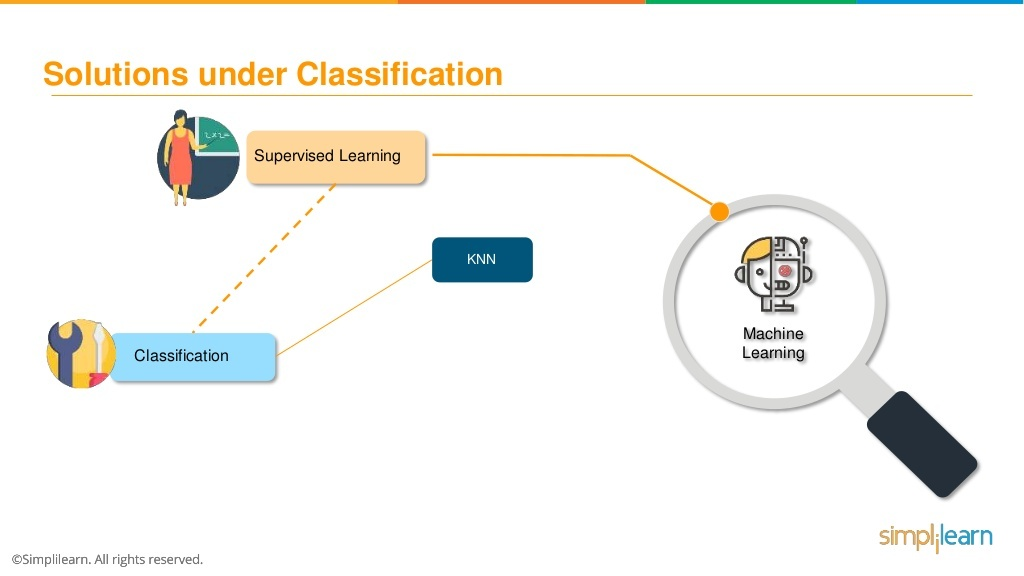 Solutions under Classification
Supervised Learning
KNN
Machine
Learning
Classification
simplilearn
©Simplilearn. All rights reserved.